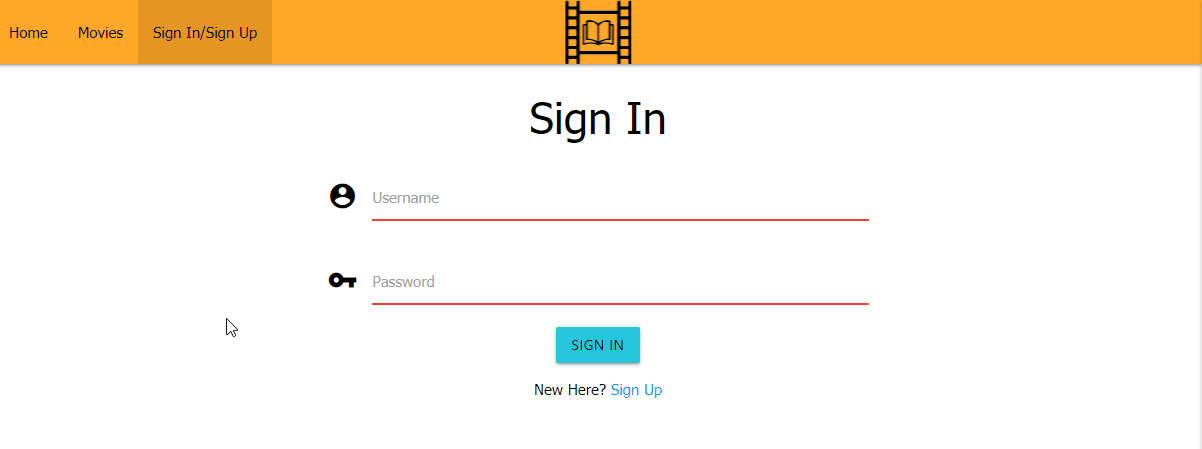 Home Movies Sign In/Sign Up
Sign In
Username
Password
SIGN IN
New Here? Sign Up